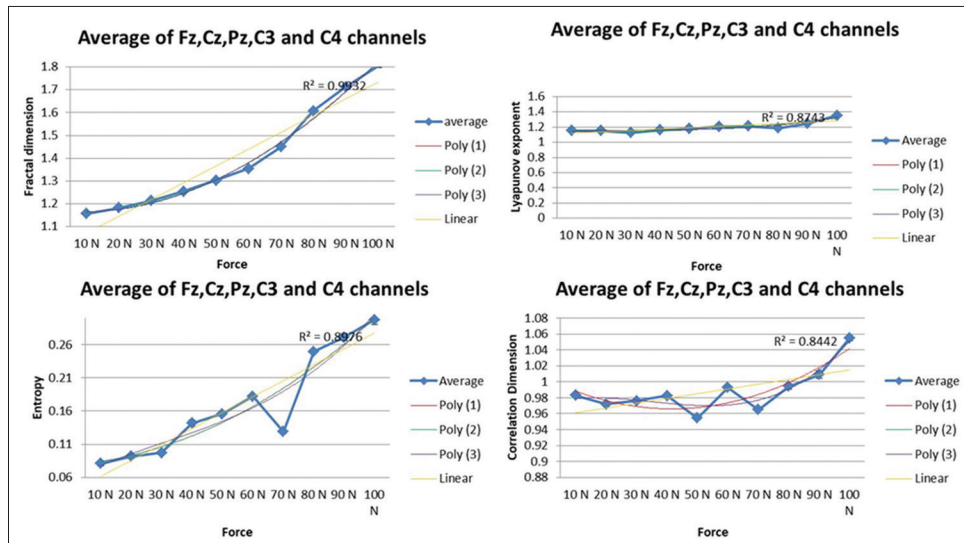 Average of Fz,Cz,Pz,C3 and C4 channels
1.8
1.7
1.6
1.5
1.4
1.3
1.2
1.1
Fractal dimension
R² = 0.9932
10 N 20 N 30 N 40 N 50 N 60 N 70 N 80 N 90 N 100 N
Force
average
Poly (1)
Poly (2)
Poly (3)
Linear
Average of Fz,Cz,Pz,C3 and C4 channels
1.6
1.4
1.2
1
0.8
0.6
0.4
0.2
0
Lyapunov exponent
R² = 0.8743
10 N 20 N 30 N 40 N 50 N 60 N 70 N 80 N 90 N 100
N
Force
Average
Poly (1)
Poly (2)
Poly (3)
Linear
Average of Fz,Cz,Pz,C3 and C4 channels
0.26
0.21
0.16
0.11
0.06
Entropy
R² = 0.8976
10 N 20 N 30 N 40 N 50 N 60 N 70 N 80 N 90 N 100
N
Force
Average
Poly (1)
Poly (2)
Poly (3)
Linear
Average of Fz,Cz,Pz,C3 and C4 channels
1.08
1.06
1.04
1.02
1
0.98
0.96
0.94
0.92
0.9
0.88
Correlation Dimension
R² = 0.8442
10 N 20 N 30 N 40 N 50 N 60 N 70 N 80 N 90 N 100
N
Force
Average
Poly (1)
Poly (2)
Poly (3)
Linear